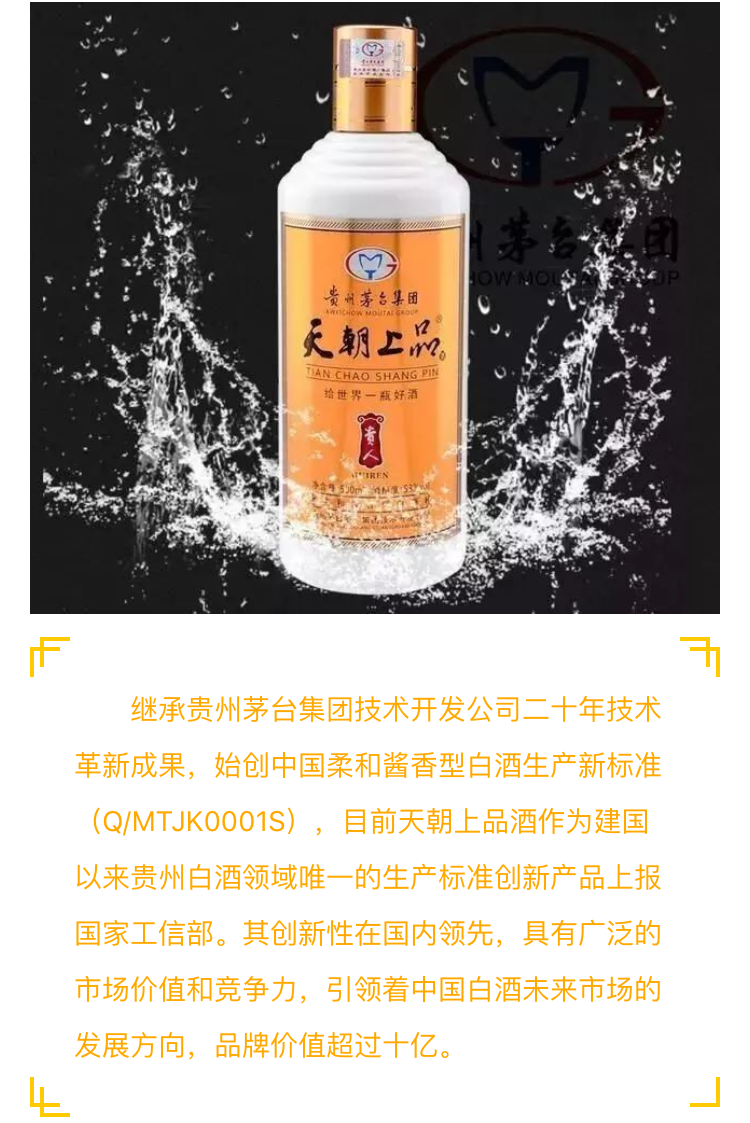 州茅台集团
HOW MOUTAI GROUP
贵州茅台集团
KWEICHOW MOUTAI GROUP
天朝上品
®
TIAN CHAO SHANG PIN
给世界一瓶好酒
贵人
GUIREN
继承贵州茅台集团技术开发公司二十年技术
革新成果，始创中国柔和酱香型白酒生产新标准
（Q/MTJK0001S），目前天朝上品酒作为建国
以来贵州白酒领域唯一的生产标准创新产品上报
国家工信部。其创新性在国内领先，具有广泛的
市场价值和竞争力，引领着中国白酒未来市场的
发展方向，品牌价值超过十亿。